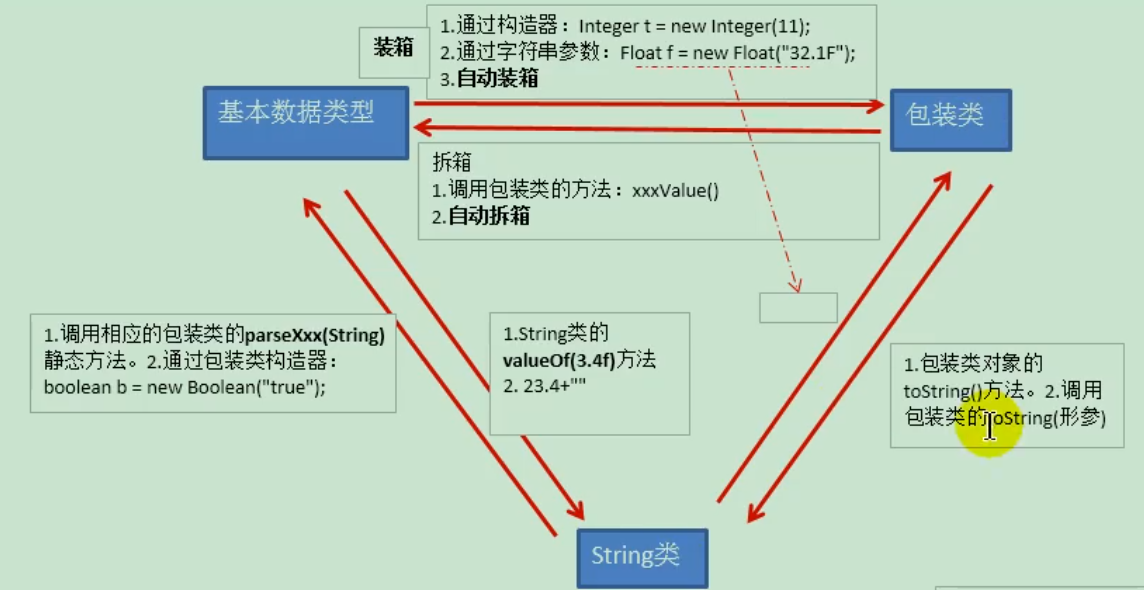 装箱
1.通过构造器：Integer t = new Integer(11);
2.通过字符串参数：Float f = new Float("32.1F");
3.自动装箱
基本数据类型
包装类
拆箱
1.调用包装类的方法：xxxValue()
2.自动拆箱
1.调用相应的包装类的parseXxx(String)
静态方法。2.通过包装类构造器：
boolean b = new Boolean("true");
1.String类的
valueOf(3.4f)方法
2. 23.4+""
1.包装类对象的
toString()方法。2.调用
包装类的toString(形参)
String类